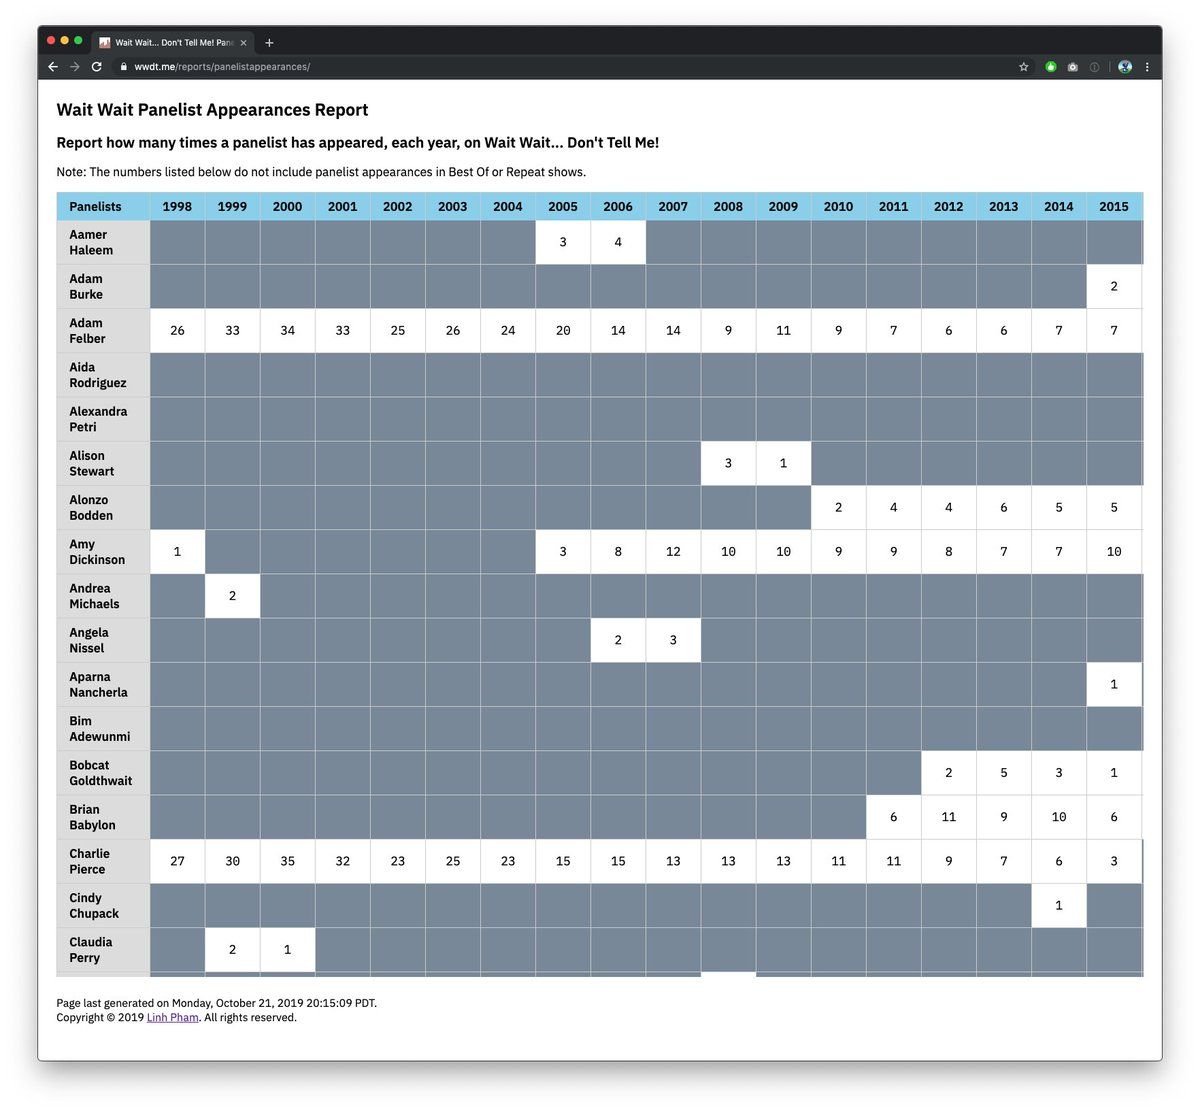 Wait Wait... Don't Tell Me! Pane
wwdt.me/reports/panelistappearances/
Wait Wait Panelist Appearances Report
Report how many times a panelist has appeared, each year, on Wait Wait... Don't Tell Me!
Note: The numbers listed below do not include panelist appearances in Best Of or Repeat shows.
Panelists 1998 1999 2000 2001 2002 2003 2004 2005 2006 2007 2008 2009 2010 2011 2012 2013 2014 2015
Aamer
Haleem 3 4
Adam
Burke 2
Adam
Felber 26 33 34 33 25 26 24 20 14 14 9 11 9 7 6 6 7 7
Aida
Rodriguez
Alexandra
Petri
Alison
Stewart 3 1
Alonzo
Bodden 2 4 4 6 5 5
Amy
Dickinson 1 3 8 12 10 10 9 9 8 7 7 10
Andrea
Michaels 2
Angela
Nissel 2 3
Aparna
Nancherla 1
Bim
Adewunmi
Bobcat
Goldthwait 2 5 3 1
Brian
Babylon 6 11 9 10 6
Charlie
Pierce 27 30 35 32 23 25 23 15 15 13 13 13 11 11 9 7 6 3
Cindy
Chupack 1
Claudia
Perry 2 1
Page last generated on Monday, October 21, 2019 20:15:09 PDT.
Copyright © 2019 Linh Pham. All rights reserved.